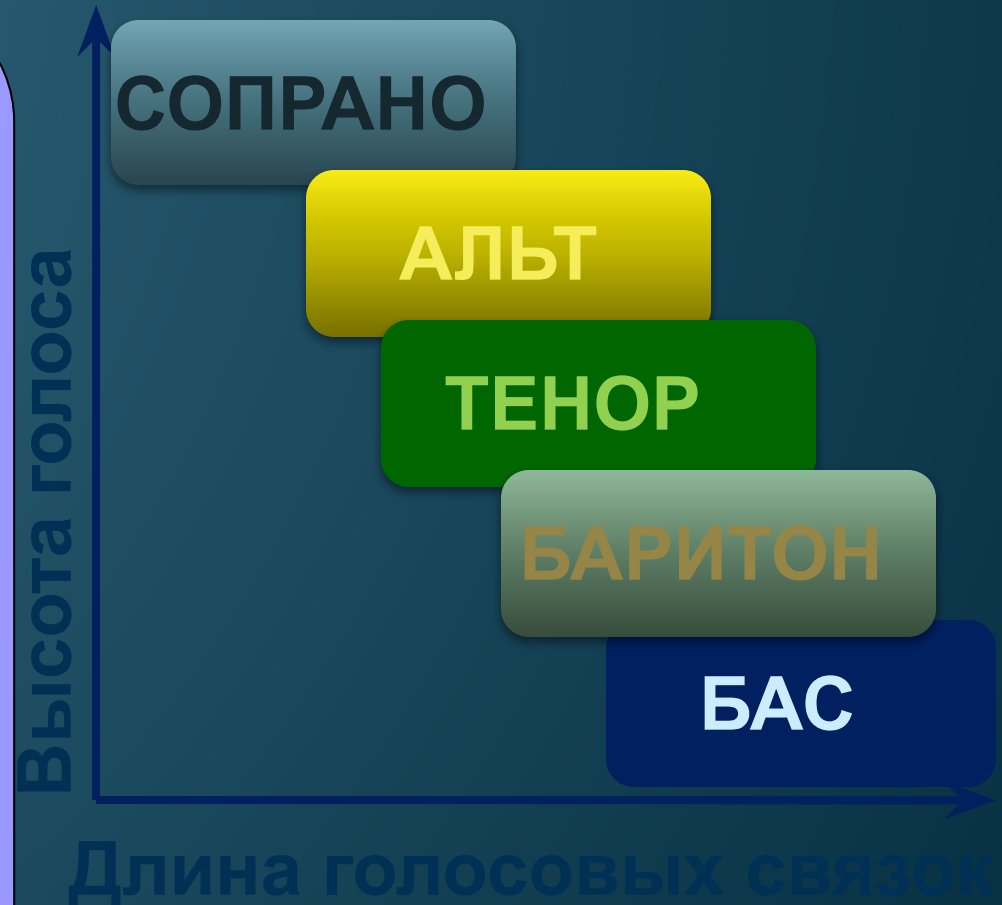 СОПРАНО
АЛЬТ
ТЕНОР
БАРИТОН
БАС
Высота голоса
Длина голосовых связок